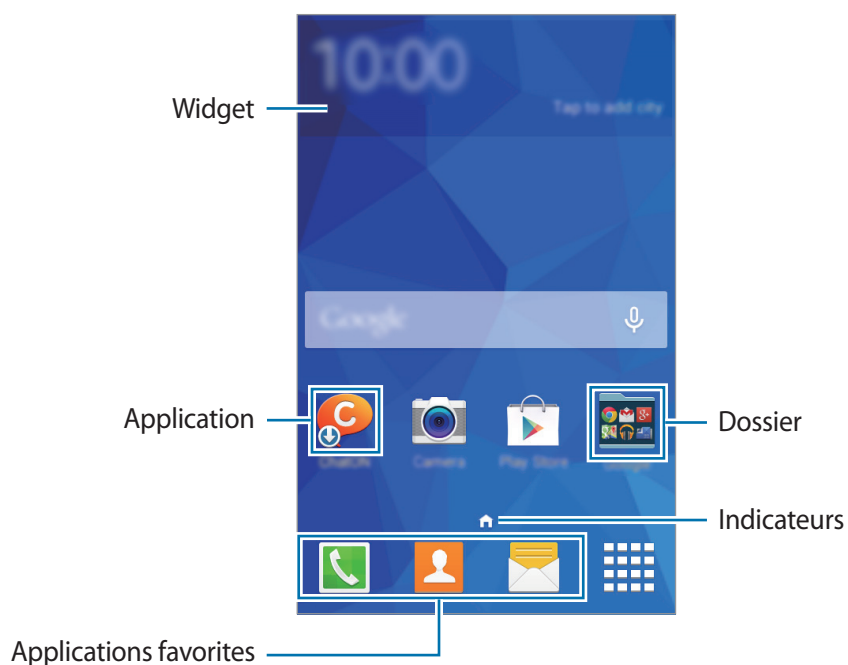 10:00
Widget
Tap to add city
Google
Application
Dossier
ChatON
Camera
Play Store
Google
Indicateurs
Applications favorites